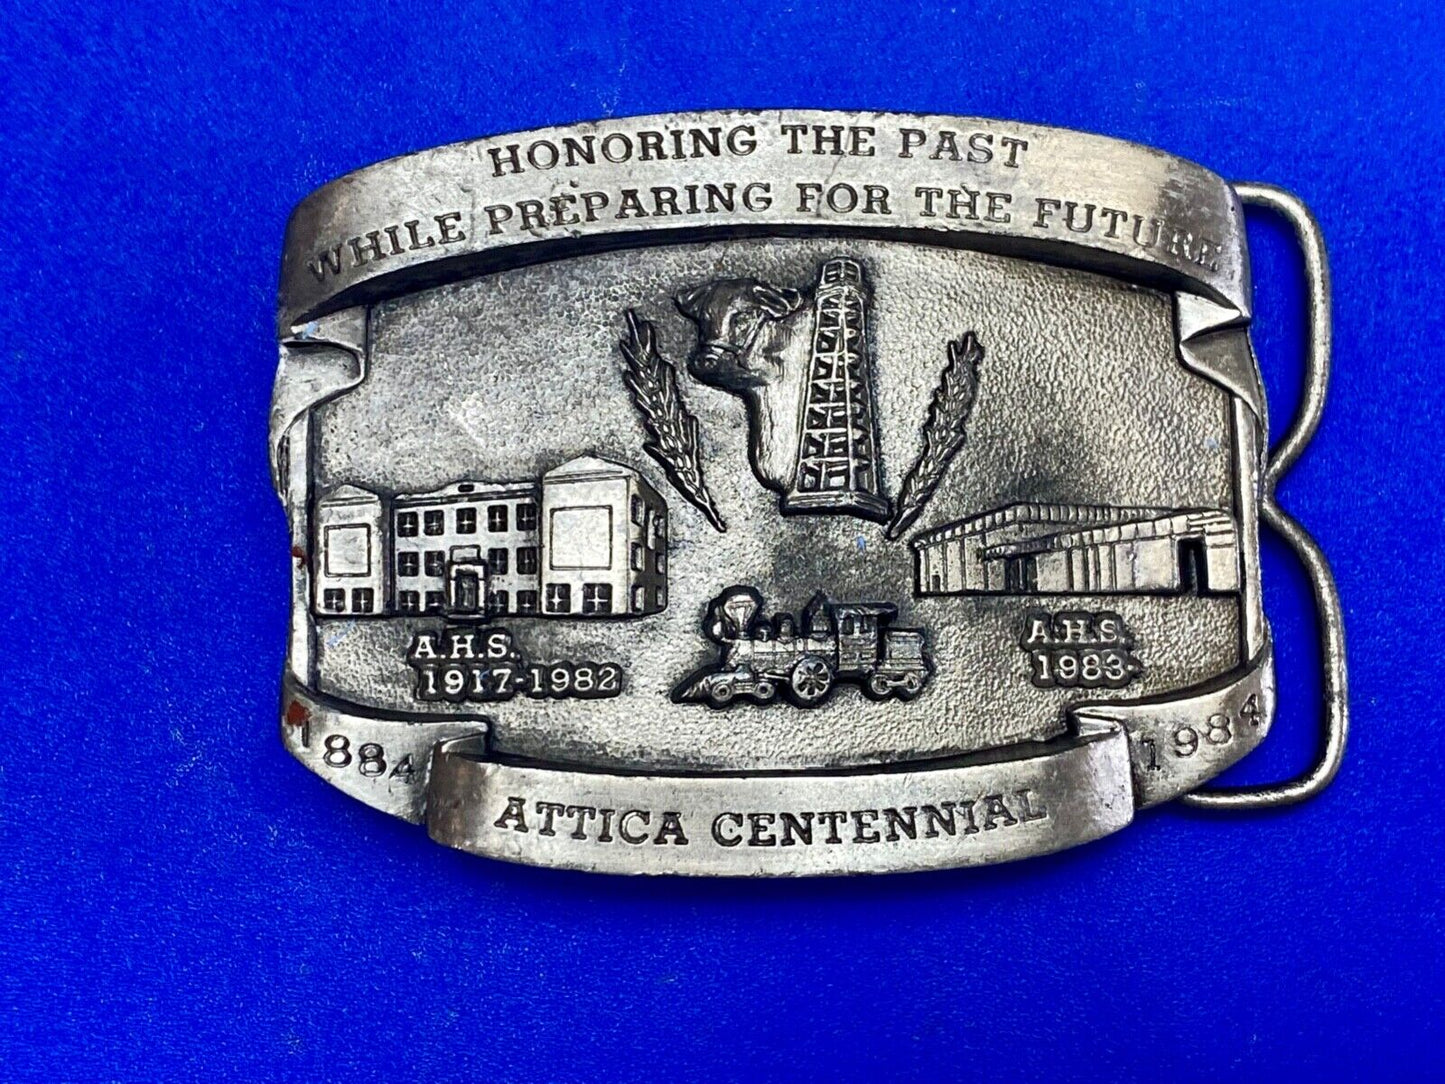 HONORING THE PAST
WHILE PREPARING FOR THE FUTURE
A.H.S.
1917-1982
A.H.S.
1983-
1884
1984
ATTICA CENTENNIAL